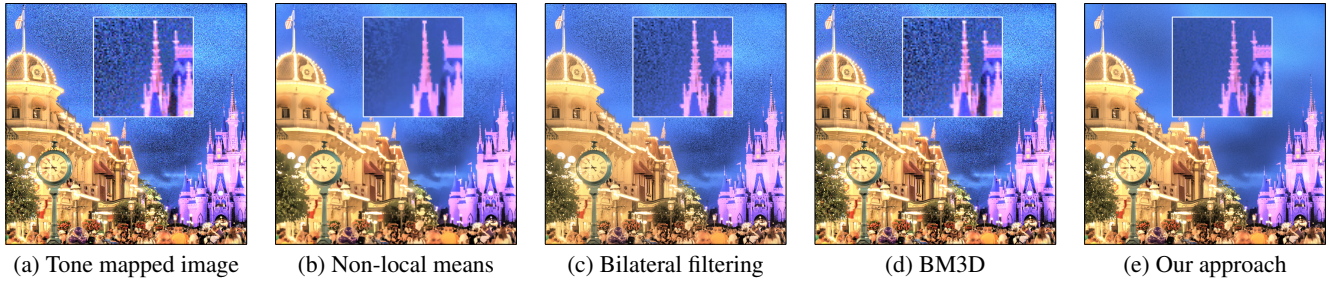 (a) Tone mapped image
(b) Non-local means
(c) Bilateral filtering
(d) BM3D
(e) Our approach